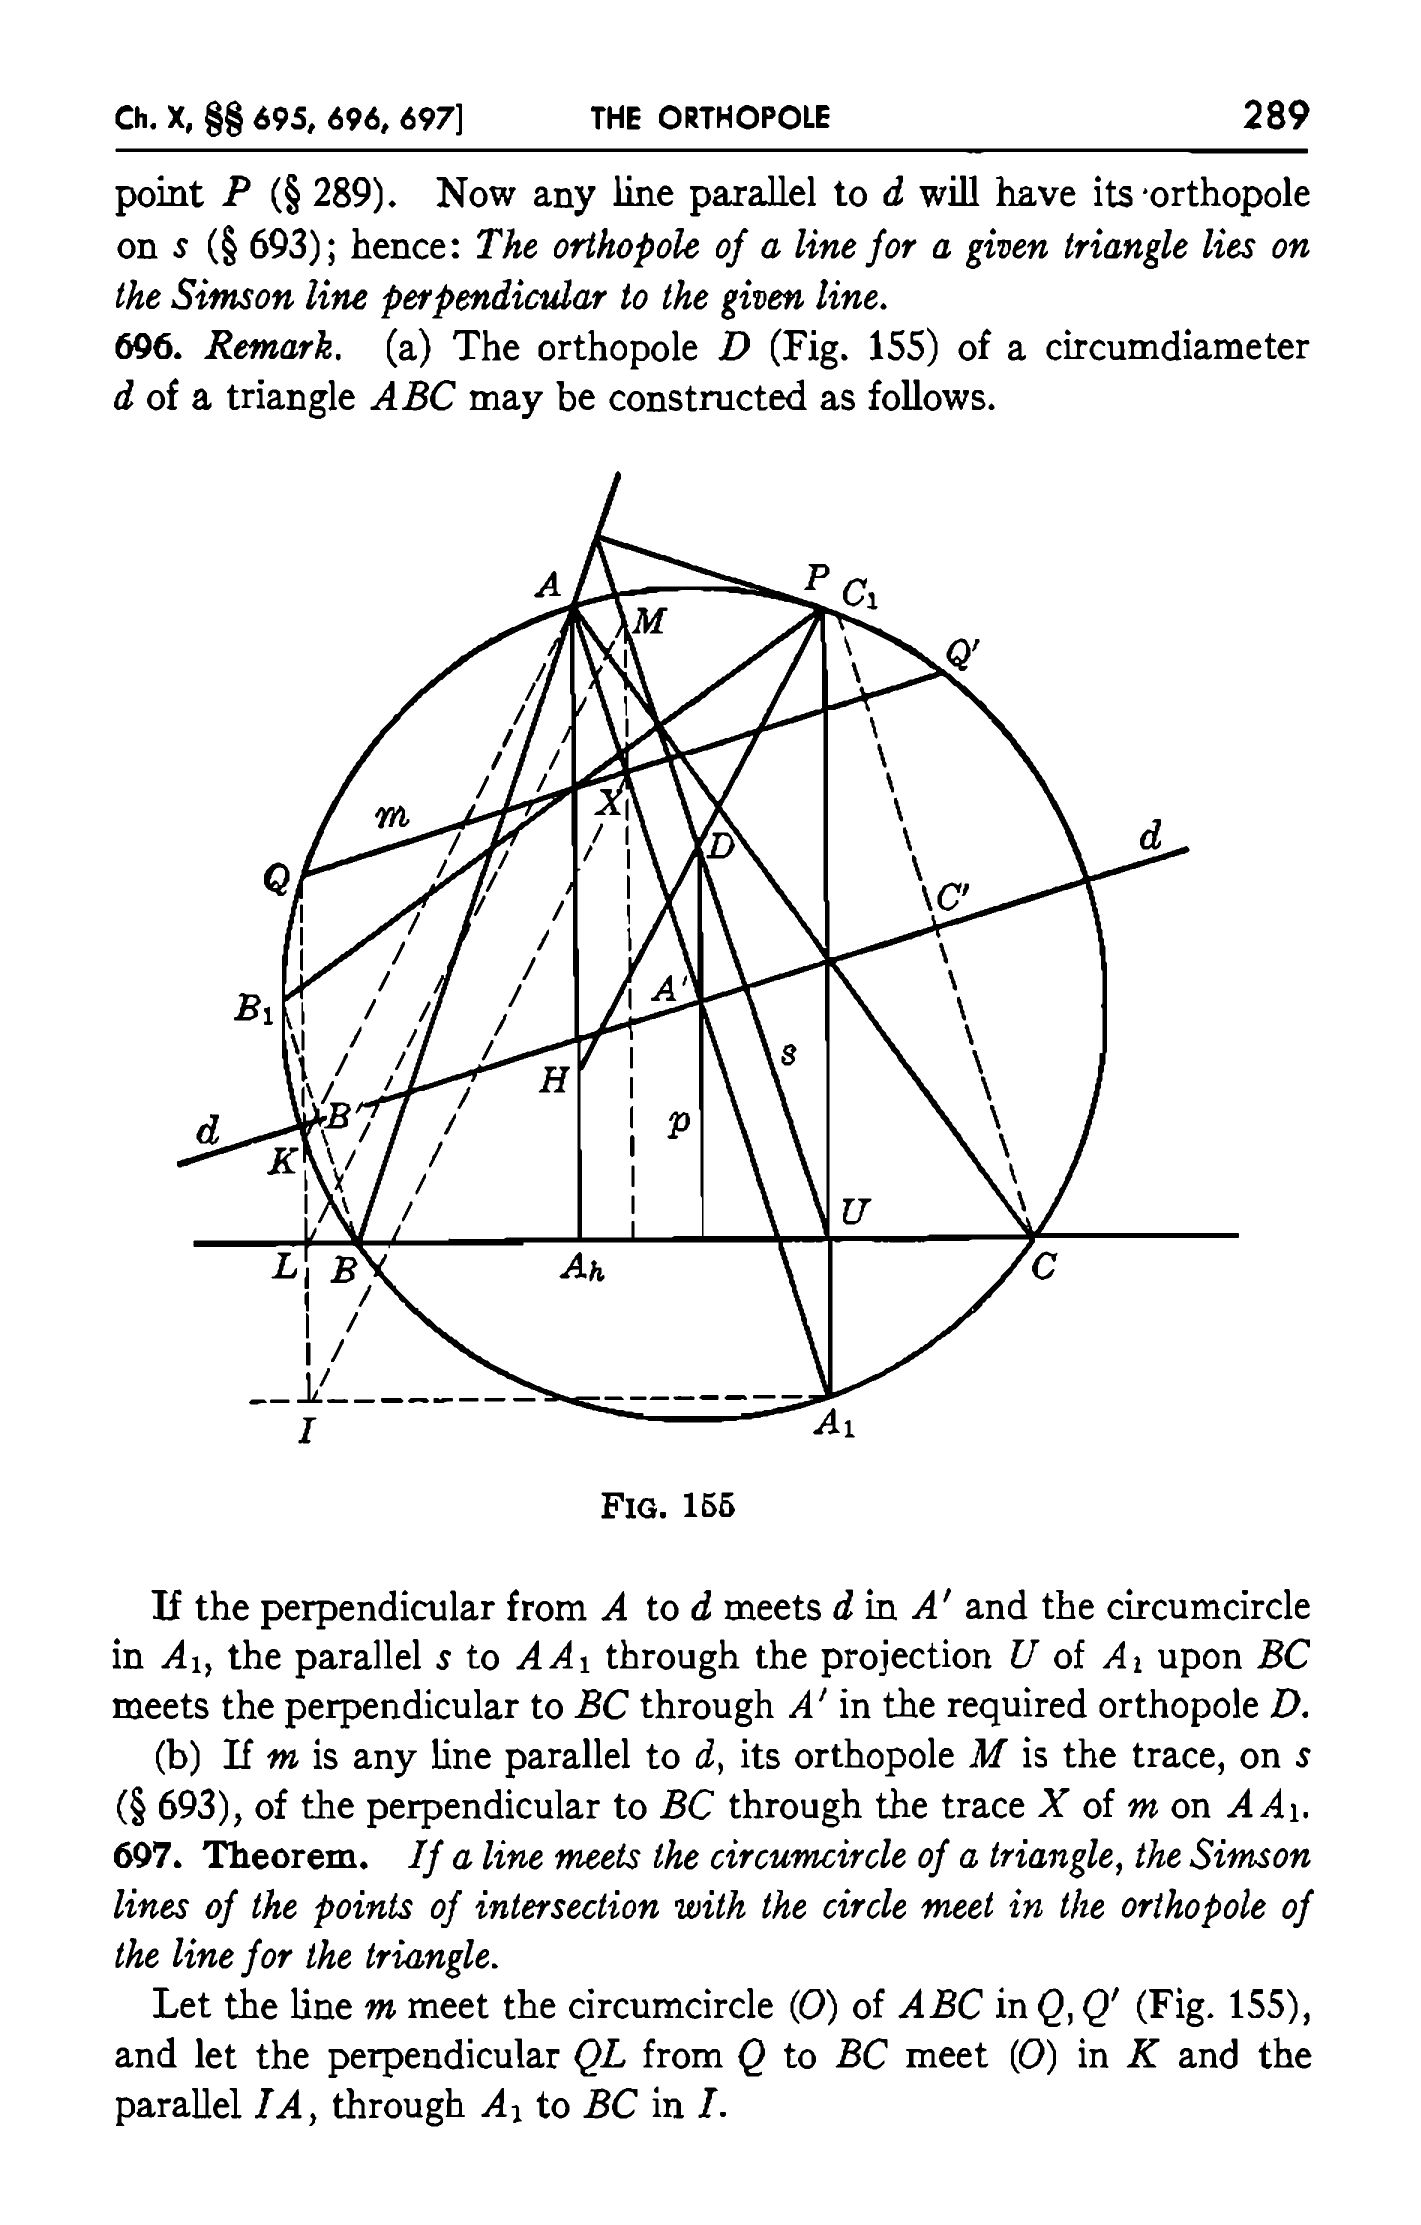 Ch. X, §§ 695, 696, 697] THE ORTHOPOLE 289
point P (§ 289). Now any line parallel to d will have its orthopole
on s (§ 693); hence: The orthopole of a line for a given triangle lies on
the Simson line perpendicular to the given line.
696. Remark. (a) The orthopole D (Fig. 155) of a circumdiameter
d of a triangle ABC may be constructed as follows.
A
P
C₁
M
Q'
m
X
Q
D
d
C'
B₁
A'
s
H
B'
p
d
K
U
L
B
Aₕ
C
I
A₁
FIG. 155
If the perpendicular from A to d meets d in A' and the circumcircle
in A₁, the parallel s to AA₁ through the projection U of A₁ upon BC
meets the perpendicular to BC through A' in the required orthopole D.
(b) If m is any line parallel to d, its orthopole M is the trace, on s
(§ 693), of the perpendicular to BC through the trace X of m on AA₁.
697. Theorem. If a line meets the circumcircle of a triangle, the Simson
lines of the points of intersection with the circle meet in the orthopole of
the line for the triangle.
Let the line m meet the circumcircle (O) of ABC in Q, Q' (Fig. 155),
and let the perpendicular QL from Q to BC meet (O) in K and the
parallel IA, through A₁ to BC in I.